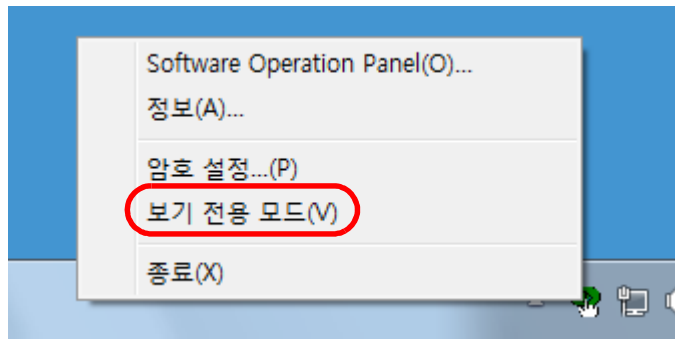 Software Operation Panel(O)...
정보(A)...
암호 설정...(P)
보기 전용 모드(V)
종료(X)